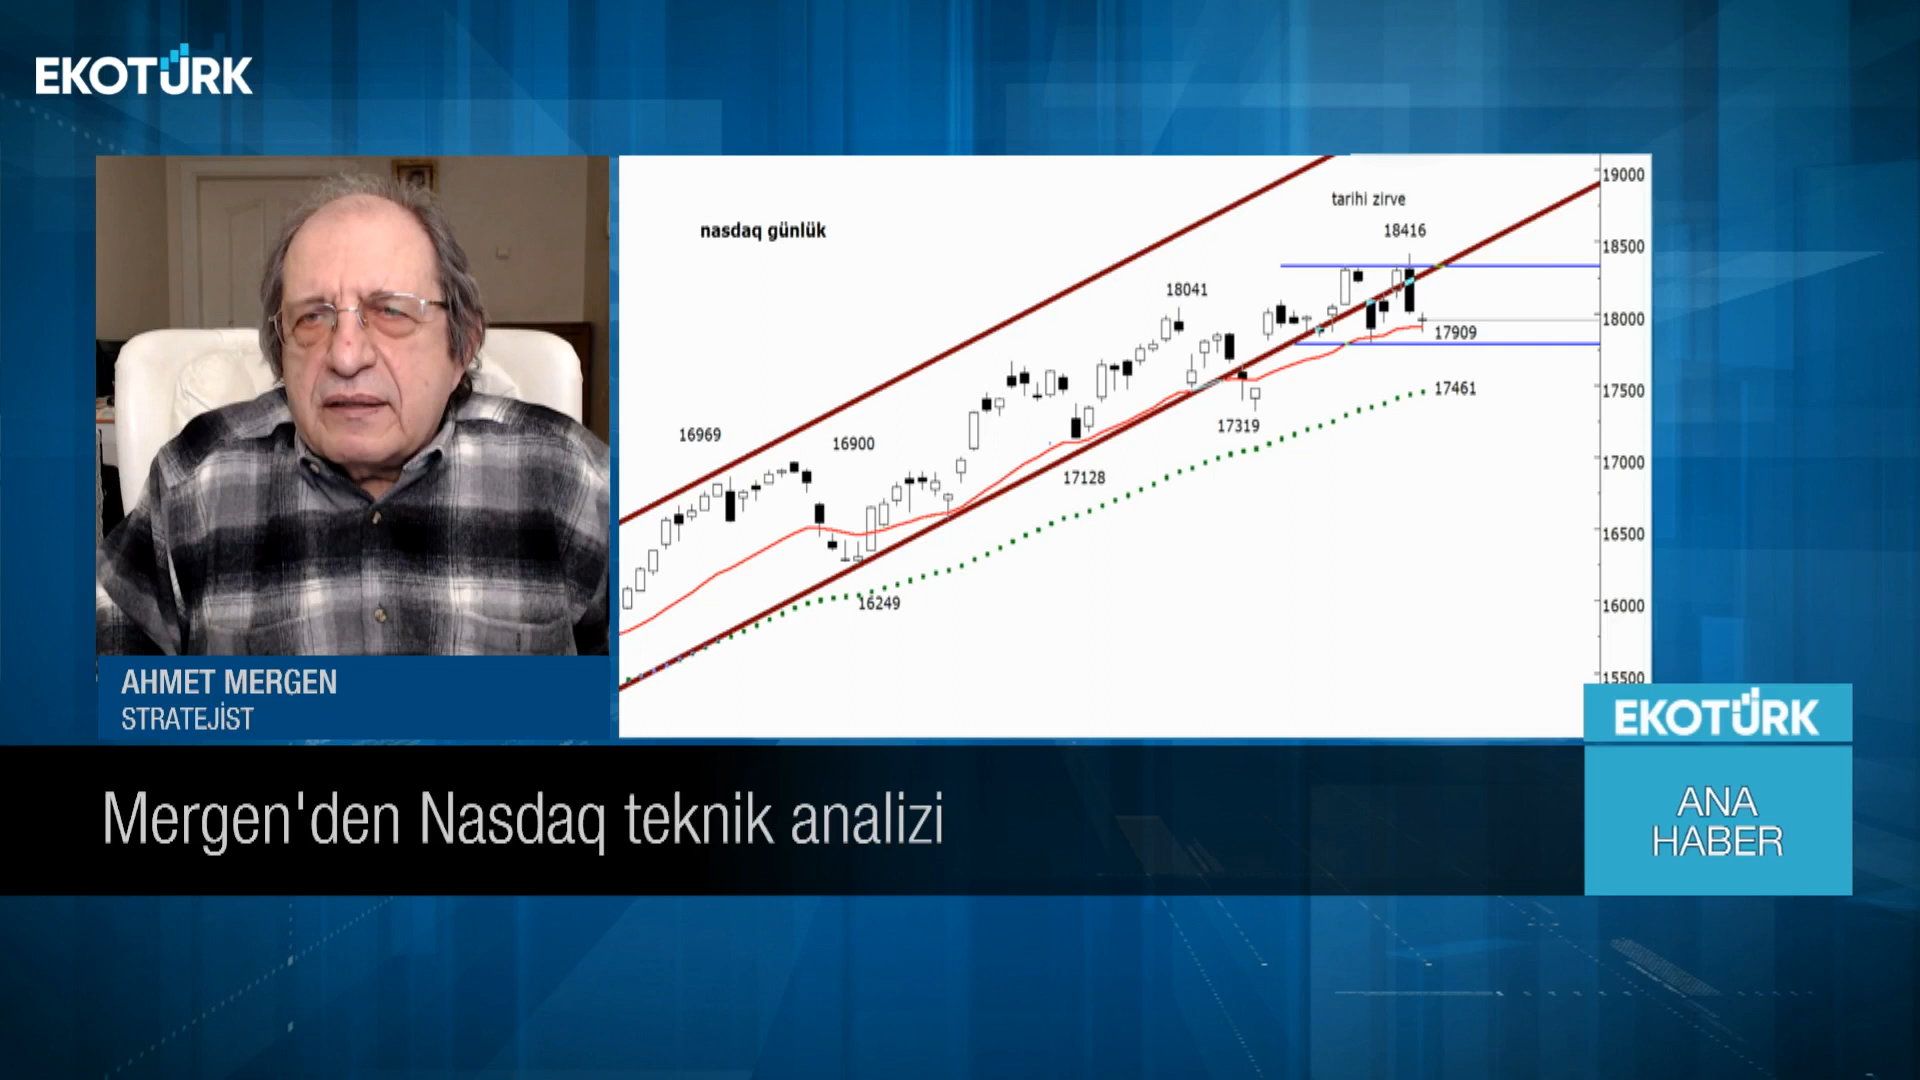 EKOTÜRK
nasdaq günlük
tarihi zirve
18416
18041
17909
17461
17319
17128
16969
16900
16249
19000
18500
18000
17500
17000
16500
16000
15500
AHMET MERGEN
STRATEJİST
EKOTÜRK
Mergen'den Nasdaq teknik analizi
ANA
HABER